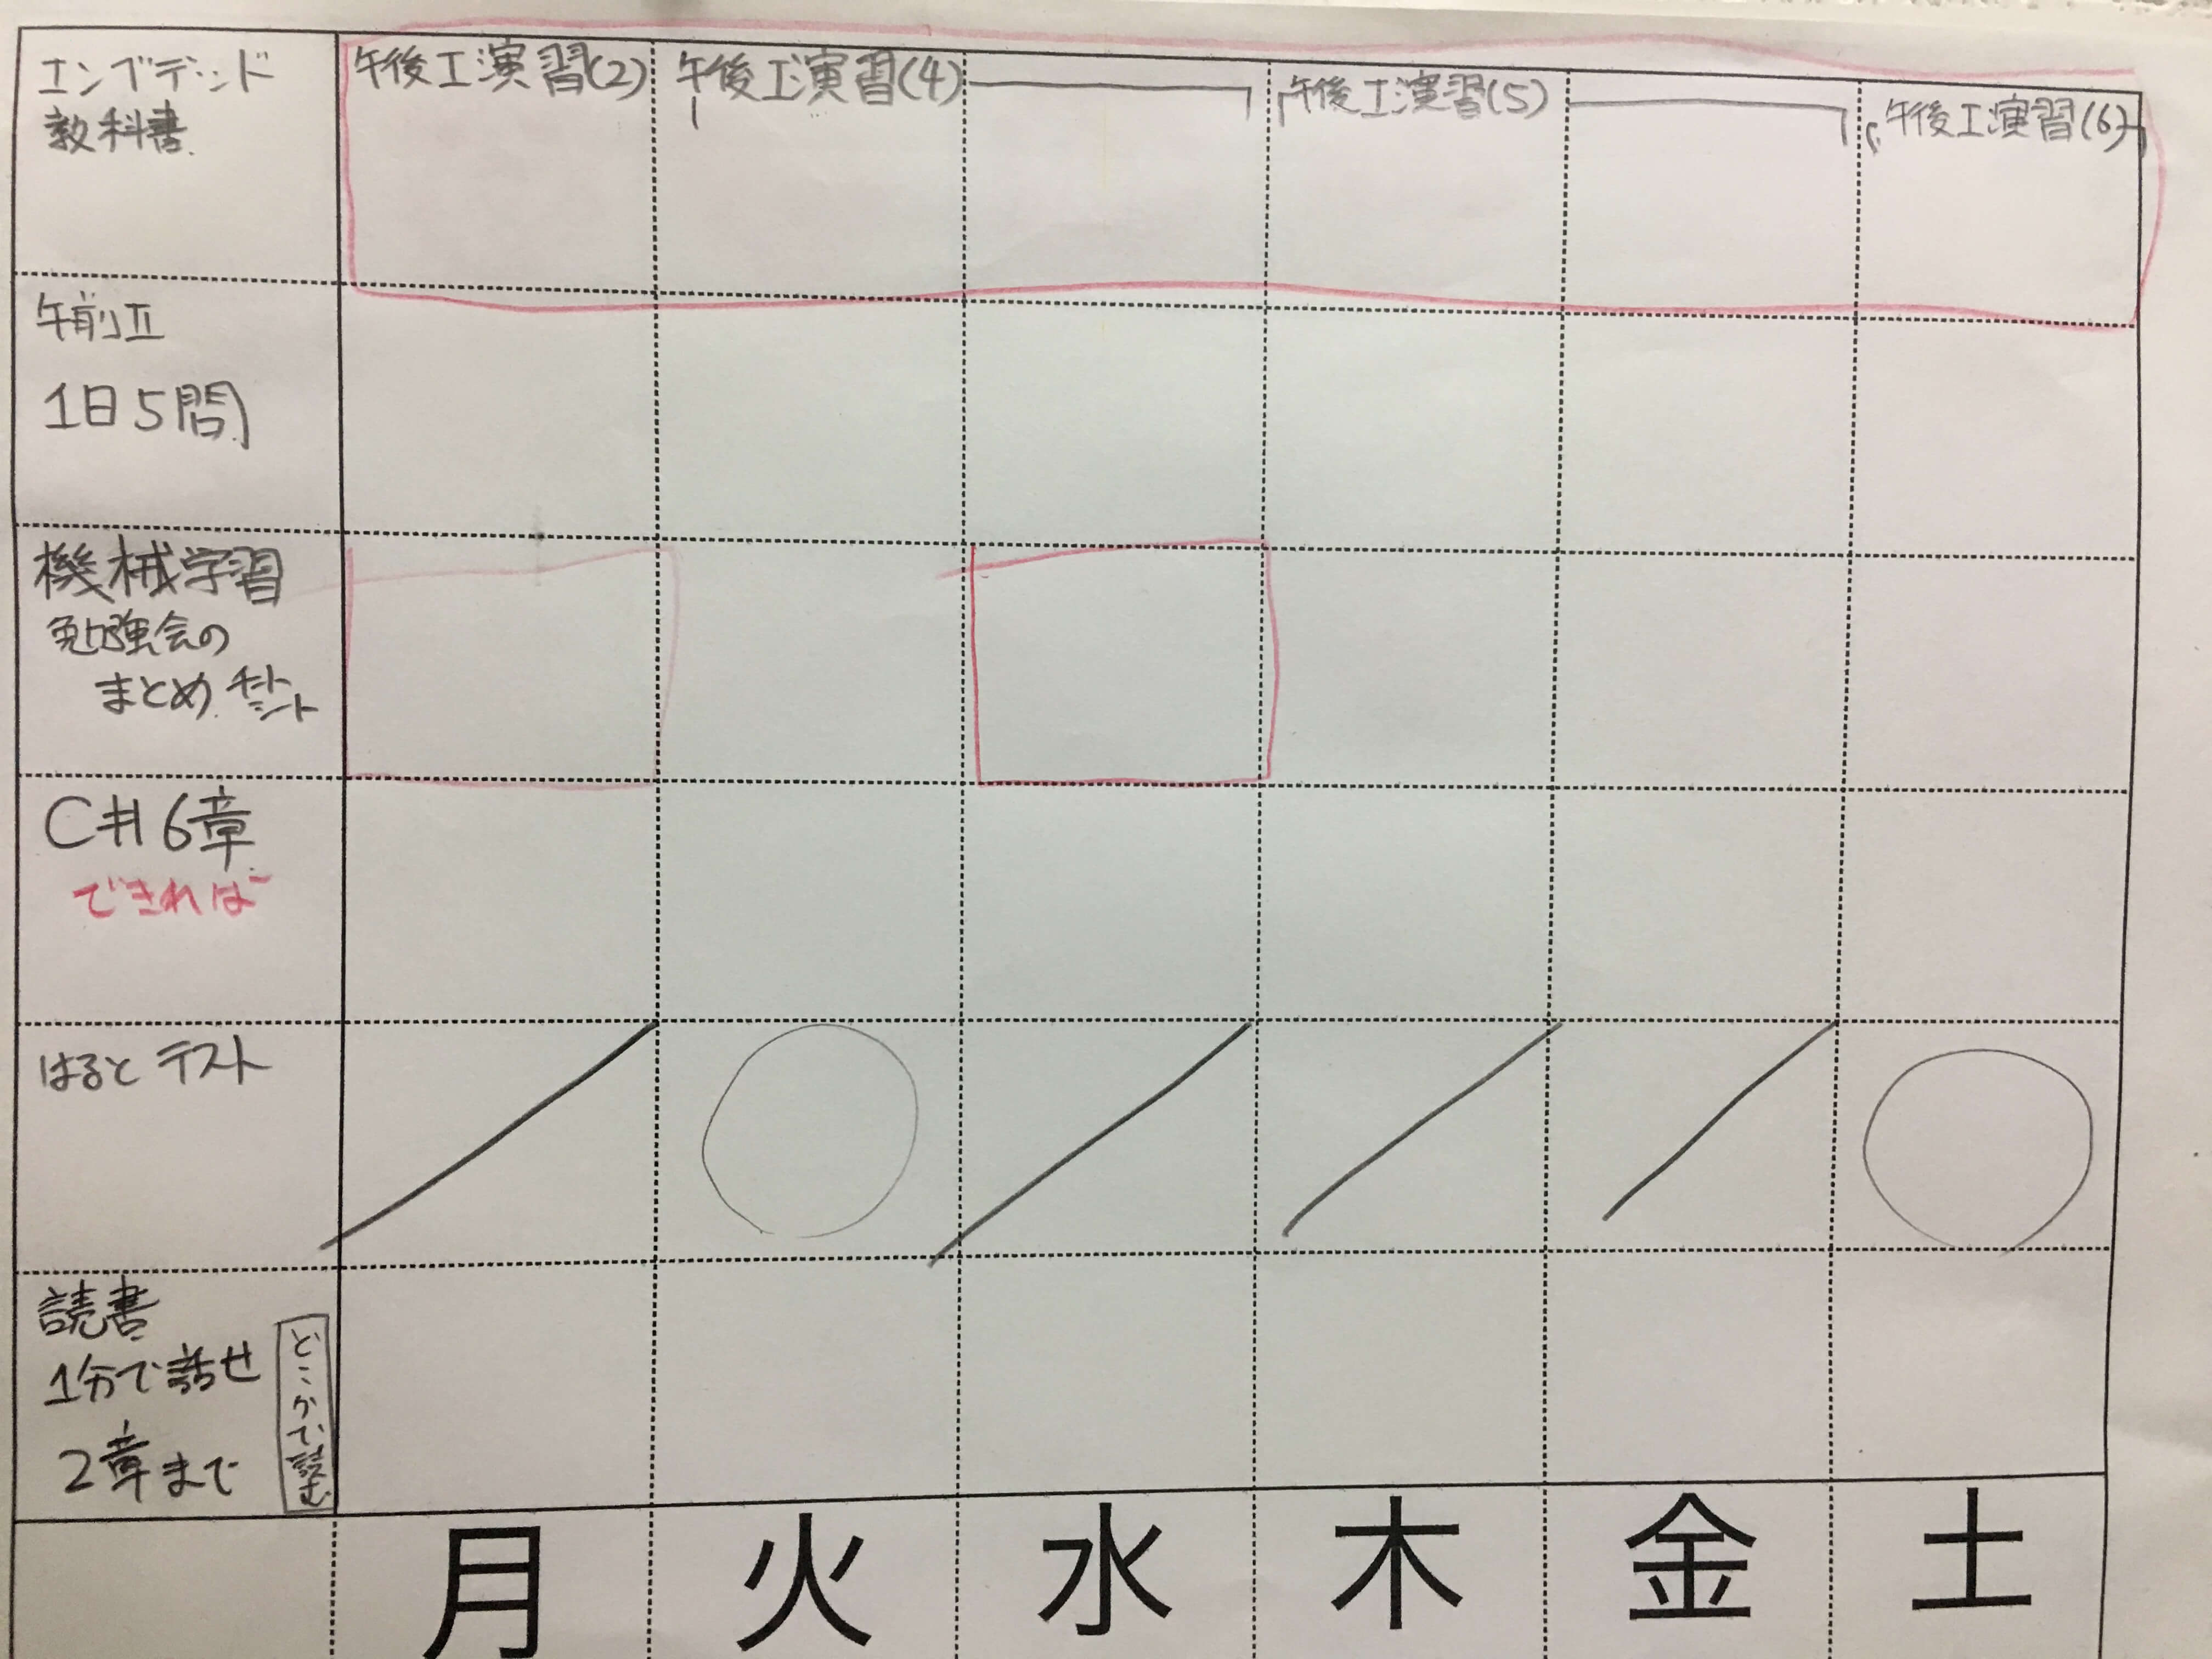 エンベデッド
教科書
午後Ⅰ演習(2)
午後Ⅰ演習(4)
午後Ⅰ演習(5)
午後Ⅰ演習(6)
午前Ⅱ
1日5問
機械学習
勉強会の
まとめ チート
シート
C#6章
できれば
はると テスト
読書
1分で話せ
2章まで
どこかで読む
月 火 水 木 金 土